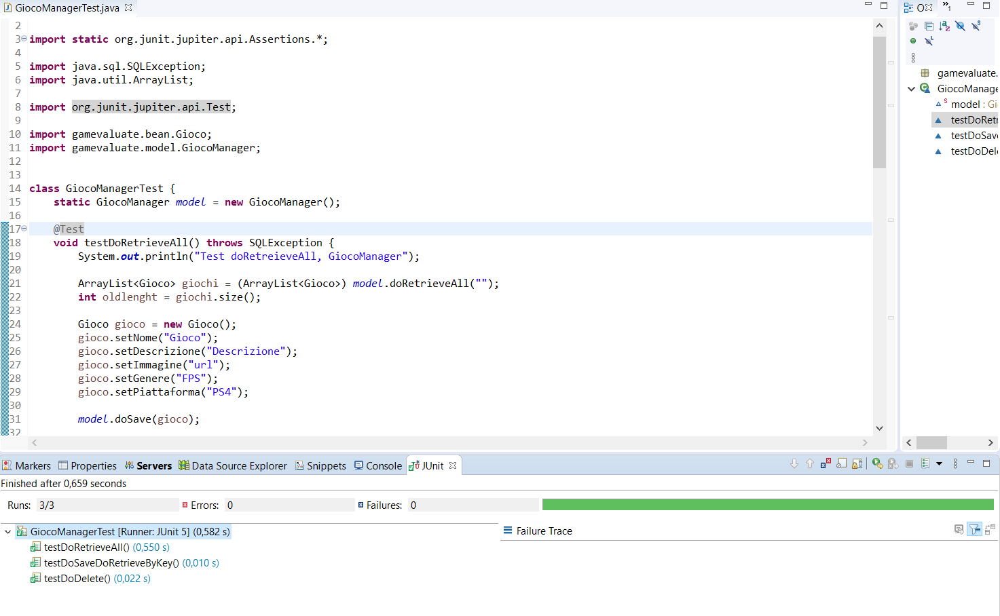 GiocoManagerTest.java
2
3 import static org.junit.jupiter.api.Assertions.*;
4
5 import java.sql.SQLException;
6 import java.util.ArrayList;
7
8 import org.junit.jupiter.api.Test;
9
10 import gamevaluate.bean.Gioco;
11 import gamevaluate.model.GiocoManager;
12
13
14 class GiocoManagerTest {
15 static GiocoManager model = new GiocoManager();
16
17 @Test
18 void testDoRetrieveAll() throws SQLException {
19 System.out.println("Test doRetreieveAll, GiocoManager");
20
21 ArrayList<Gioco> giochi = (ArrayList<Gioco>) model.doRetrieveAll("");
22 int oldlenght = giochi.size();
23
24 Gioco gioco = new Gioco();
25 gioco.setNome("Gioco");
26 gioco.setDescrizione("Descrizione");
27 gioco.setImmagine("url");
28 gioco.setGenere("FPS");
29 gioco.setPiattaforma("PS4");
30
31 model.doSave(gioco);
32
O
»1
gamevaluate.
GiocoManage
model : Gi
testDoRetr
testDoSave
testDoDele
Markers Properties Servers Data Source Explorer Snippets Console JUnit
Finished after 0,659 seconds
Runs: 3/3 Errors: 0 Failures: 0
GiocoManagerTest [Runner: JUnit 5] (0,582 s)
testDoRetrieveAll() (0,550 s)
testDoSaveDoRetrieveByKey() (0,010 s)
testDoDelete() (0,022 s)
Failure Trace